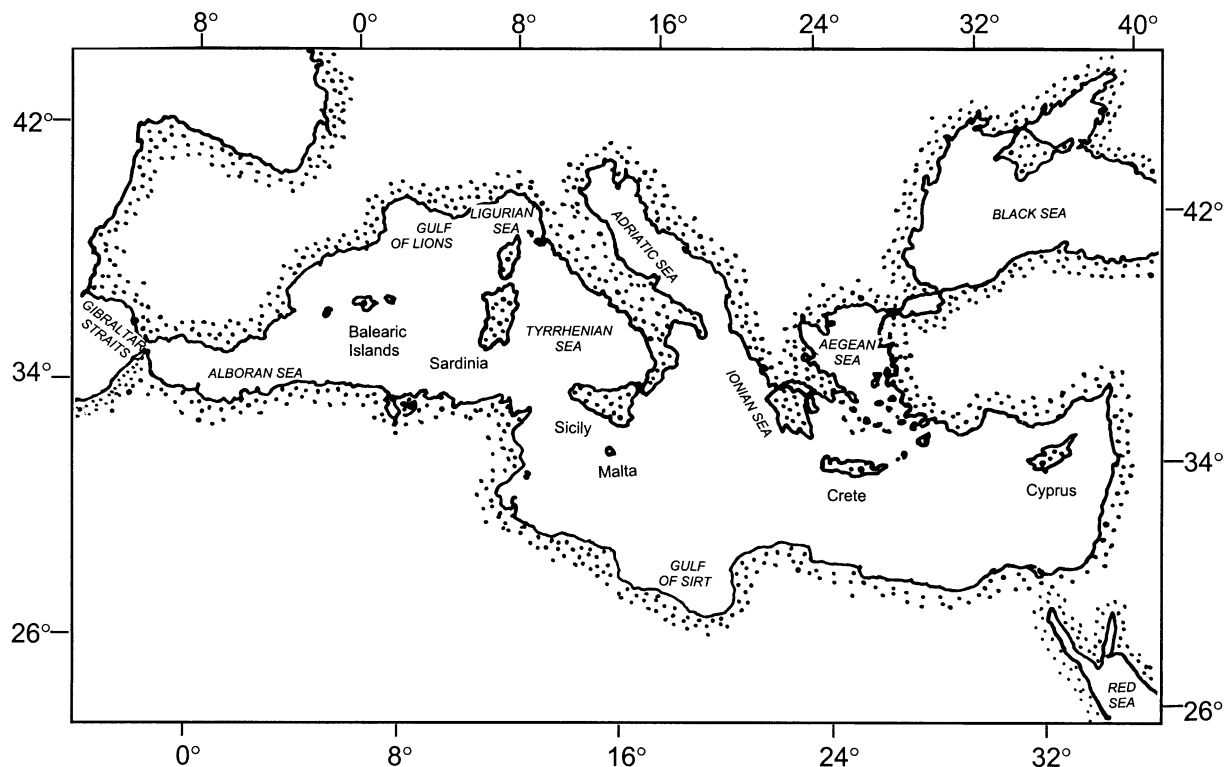 8° 0° 8° 16° 24° 32° 40°
42°
42°
LIGURIAN
SEA
GULF
OF LIONS
ADRIATIC SEA
BLACK SEA
GIBRALTAR
STRAITS
Balearic
Islands
TYRRHENIAN
SEA
AEGEAN
SEA
Sardinia
34°
ALBORAN SEA
IONIAN SEA
Sicily
Malta
34°
Crete
Cyprus
GULF
OF SIRT
26°
RED
SEA
26°
0° 8° 16° 24° 32°